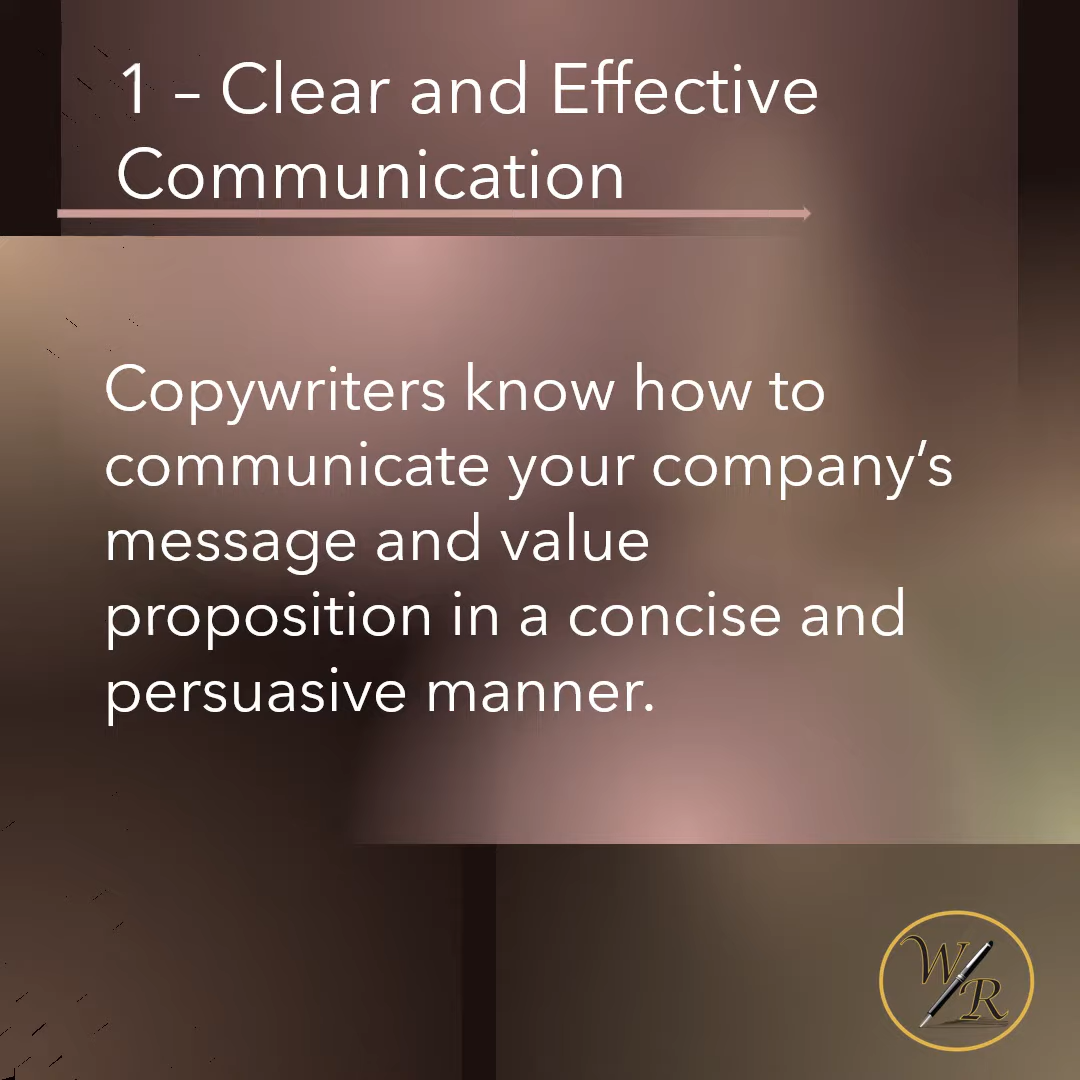 1 – Clear and Effective
Communication
Copywriters know how to
communicate your company’s
message and value
proposition in a concise and
persuasive manner.
W
R